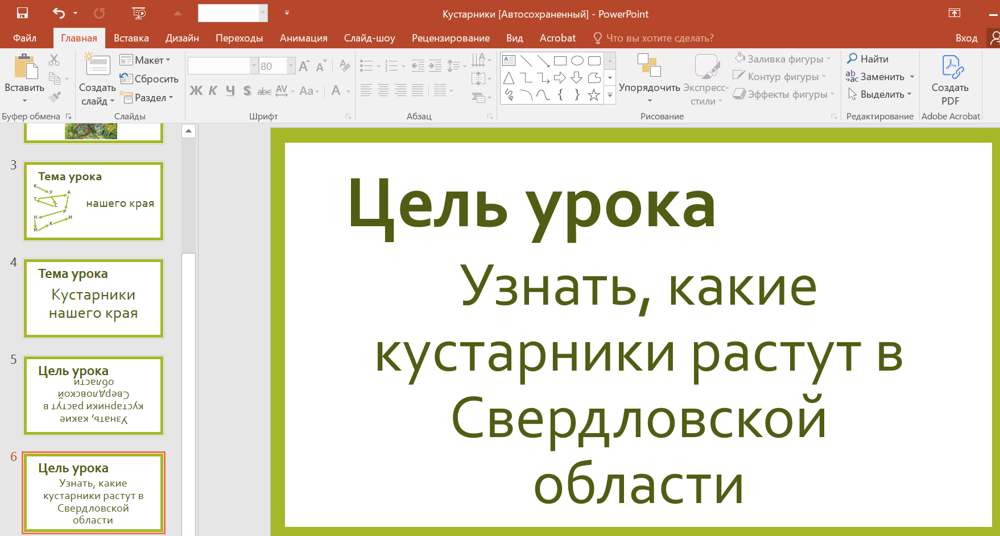 Кустарники [Автосохраненный] - PowerPoint
Файл Главная Вставка Дизайн Переходы Анимация Слайд-шоу Рецензирование Вид Acrobat Что вы хотите сделать? Вход
Вставить
Буфер обмена
Создать слайд
Макет
Сбросить
Раздел
Слайды
80
Ж К Ч S abc AV Aa A
Шрифт
Абзац
Рисование
Упорядочить
Экспресс-стили
Заливка фигуры
Контур фигуры
Эффекты фигуры
Найти
Заменить
Выделить
Редактирование
Создать PDF
Adobe Acrobat
3
Тема урока
К У А
Т С
Р
Н И
К
Й
нашего края
4
Тема урока
Кустарники
нашего края
5
Цель урока
Узнать, какие
кустарники растут в
Свердловской
области
6
Цель урока
Узнать, какие
кустарники растут в
Свердловской
области
Цель урока
Узнать, какие
кустарники растут в
Свердловской
области